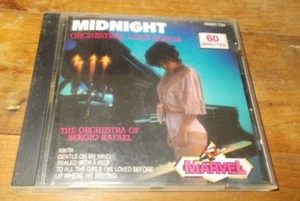 MIDNIGHT
ORCHESTRAL LOVE SONGS
60
MINUTES
THE ORCHESTRA OF
SERGIO RAFAEL
NIKITA
GENTLE ON MY MIND
SEALED WITH A KISS
TO ALL THE GIRLS I'VE LOVED BEFORE
UP WHERE WE BELONG
MARVEL